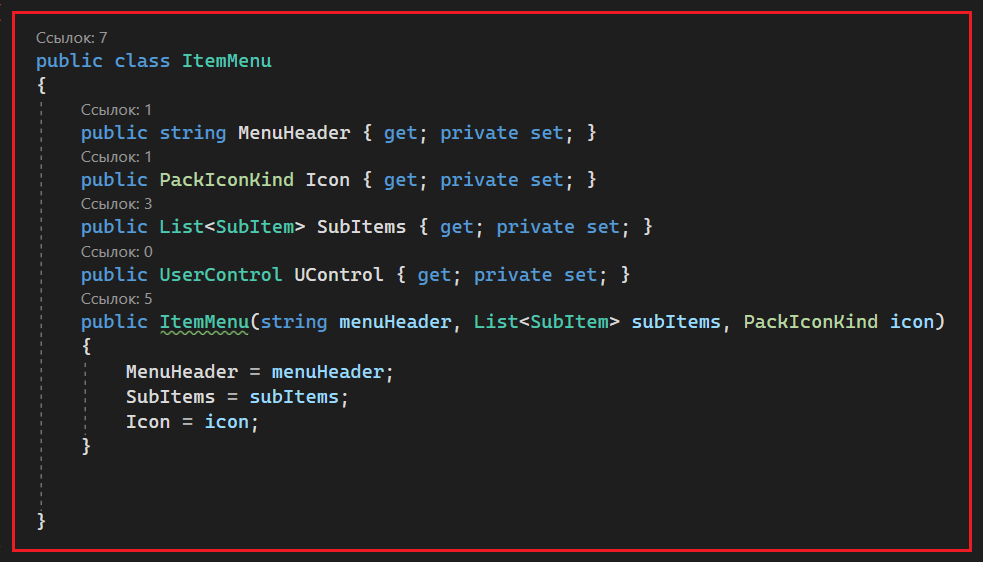 Ссылок: 7
public class ItemMenu
{
Ссылок: 1
public string MenuHeader { get; private set; }
Ссылок: 1
public PackIconKind Icon { get; private set; }
Ссылок: 3
public List<SubItem> SubItems { get; private set; }
Ссылок: 0
public UserControl UControl { get; private set; }
Ссылок: 5
public ItemMenu(string menuHeader, List<SubItem> subItems, PackIconKind icon)
{
MenuHeader = menuHeader;
SubItems = subItems;
Icon = icon;
}
}